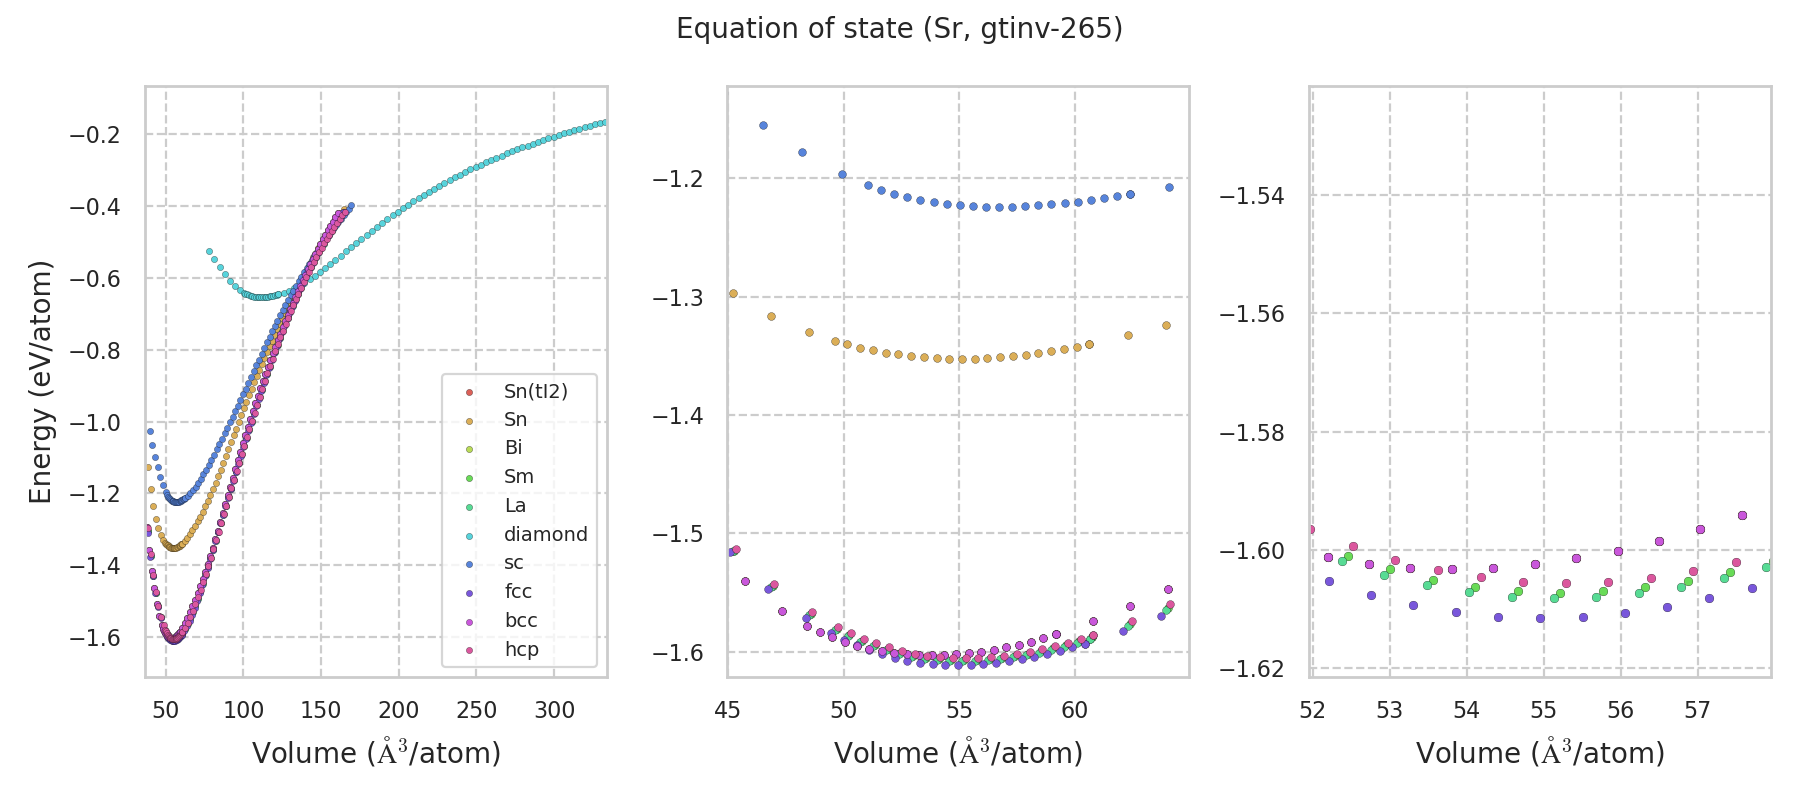 Equation of state (Sr, gtinv-265)
Energy (eV/atom)
−0.2
−0.4
−0.6
−0.8
−1.0
−1.2
−1.4
−1.6
50 100 150 200 250 300
Volume (Å³/atom)
Sn(tI2)
Sn
Bi
Sm
La
diamond
sc
fcc
bcc
hcp
−1.2
−1.3
−1.4
−1.5
−1.6
45 50 55 60
Volume (Å³/atom)
−1.54
−1.56
−1.58
−1.60
−1.62
52 53 54 55 56 57
Volume (Å³/atom)